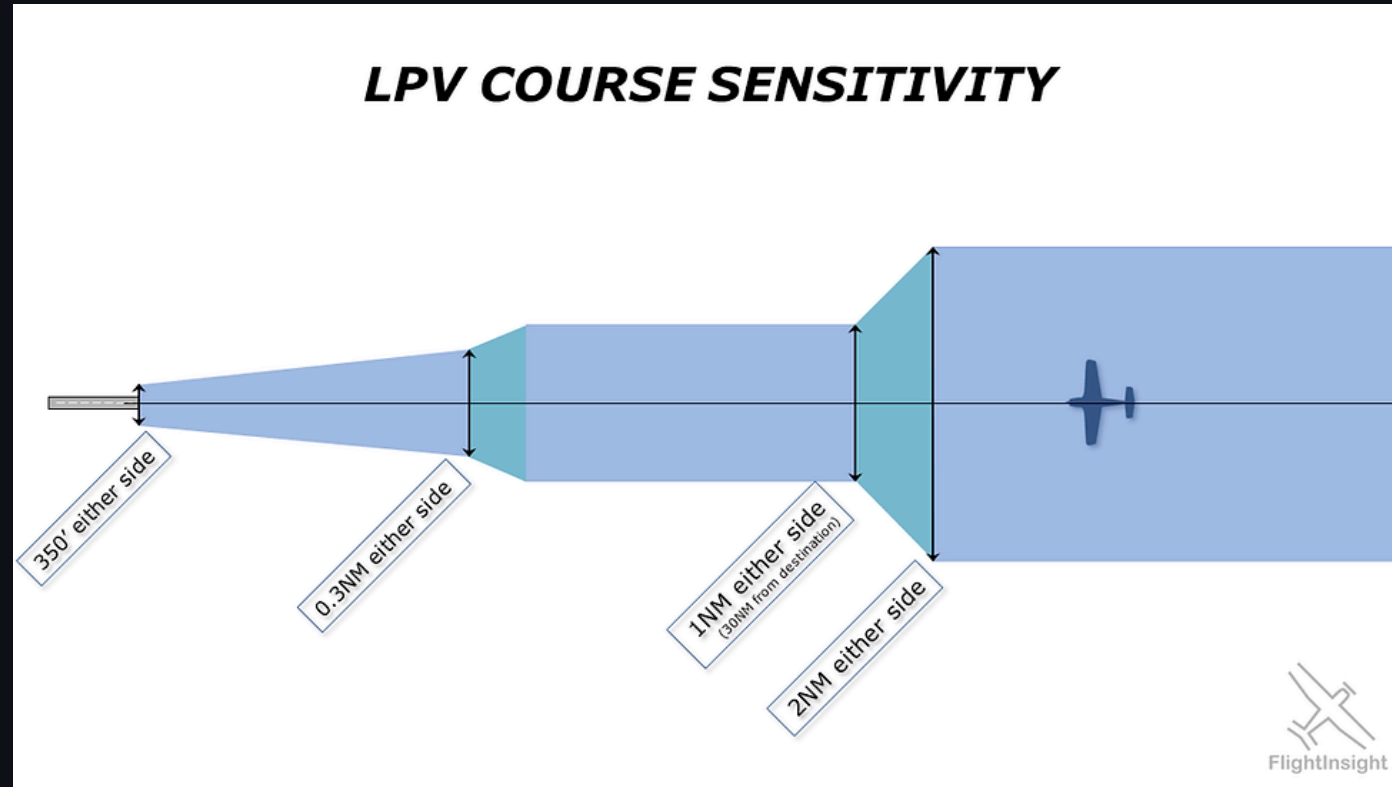 LPV COURSE SENSITIVITY
350’ either side
0.3NM either side
1NM either side
(30NM from destination)
2NM either side
FlightInsight